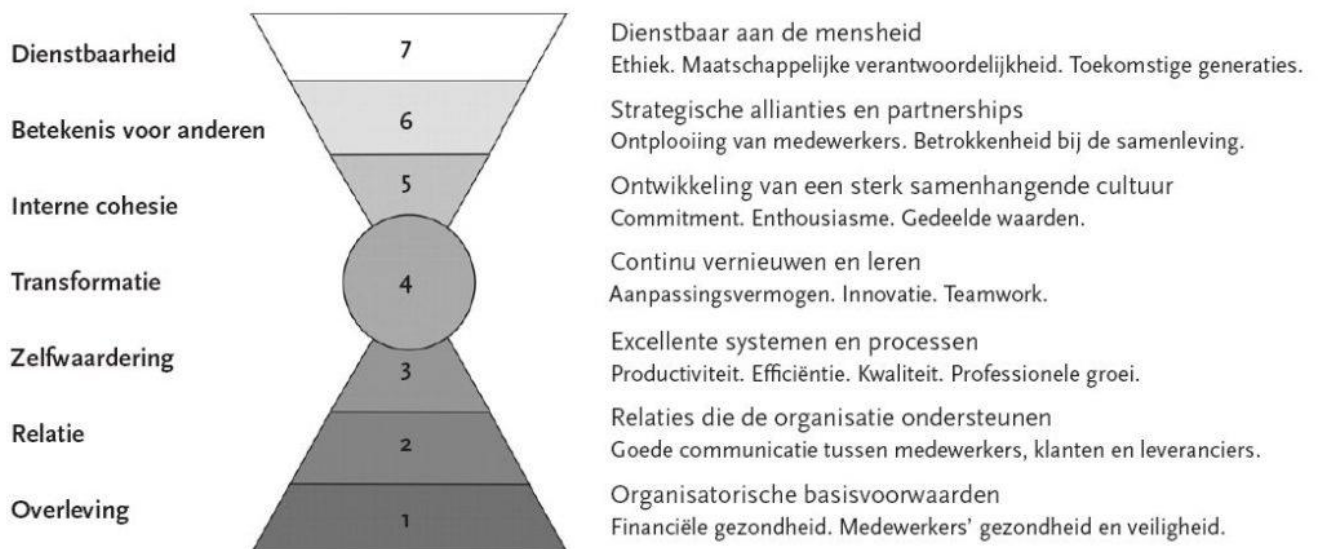 Dienstbaarheid
7
Dienstbaar aan de mensheid
Ethiek. Maatschappelijke verantwoordelijkheid. Toekomstige generaties.
Betekenis voor anderen
6
Strategische allianties en partnerships
Ontplooiing van medewerkers. Betrokkenheid bij de samenleving.
Interne cohesie
5
Ontwikkeling van een sterk samenhangende cultuur
Commitment. Enthousiasme. Gedeelde waarden.
Transformatie
4
Continu vernieuwen en leren
Aanpassingsvermogen. Innovatie. Teamwork.
Zelfwaardering
3
Excellente systemen en processen
Productiviteit. Efficiëntie. Kwaliteit. Professionele groei.
Relatie
2
Relaties die de organisatie ondersteunen
Goede communicatie tussen medewerkers, klanten en leveranciers.
Overleving
1
Organisatorische basisvoorwaarden
Financiële gezondheid. Medewerkers’ gezondheid en veiligheid.